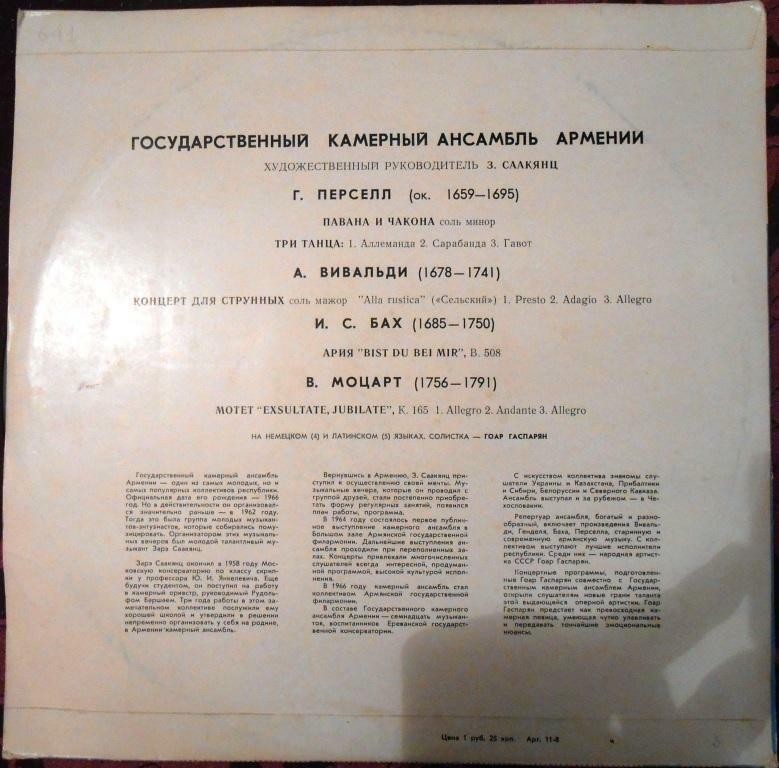 641
ГОСУДАРСТВЕННЫЙ КАМЕРНЫЙ АНСАМБЛЬ АРМЕНИИ
ХУДОЖЕСТВЕННЫЙ РУКОВОДИТЕЛЬ З. СААКЯНЦ
Г. ПЕРСЕЛЛ (ок. 1659—1695)
ПАВАНА И ЧАКОНА соль минор
ТРИ ТАНЦА: 1. Аллеманда 2. Сарабанда 3. Гавот
А. ВИВАЛЬДИ (1678—1741)
КОНЦЕРТ ДЛЯ СТРУННЫХ соль мажор "Alla rustica" («Сельский») 1. Presto 2. Adagio 3. Allegro
И. С. БАХ (1685—1750)
АРИЯ "BIST DU BEI MIR", B. 508
В. МОЦАРТ (1756—1791)
МОТЕТ "EXSULTATE, JUBILATE", K. 165 1. Allegro 2. Andante 3. Allegro
НА НЕМЕЦКОМ (4) И ЛАТИНСКОМ (5) ЯЗЫКАХ. СОЛИСТКА — ГОАР ГАСПАРЯН
Государственный камерный ансамбль
Армении — один из самых молодых, но и
самых популярных коллективов республики.
Официальная дата его рождения — 1966
год. Но в действительности он организовался
значительно раньше — в 1962 году.
Тогда это была группа молодых музыкан-
тов-энтузиастов, которые собирались помузицировать.
Организатором этих музыкаль-
ных вечеров был молодой талантливый му-
зыкант Зарэ Саакянц.
Зарэ Саакянц окончил в 1958 году Мос-
ковскую консерваторию по классу скрип-
ки у профессора Ю. И. Янкелевича. Еще
будучи студентом, он поступил на работу
в камерный оркестр, руководимый Рудоль-
фом Баршаем. Три года работы в этом за-
мечательном коллективе послужили ему
хорошей школой и утвердили в решении
непременно организовать у себя на родине,
в Армении камерный ансамбль.
Вернувшись в Армению, З. Саакянц при-
ступил к осуществлению своей мечты. Му-
зыкальные вечера, которые он проводил с
группой друзей, стали постепенно приобре-
тать форму регулярных занятий, появился
план работы, программа.
В 1964 году состоялось первое публич-
ное выступление камерного ансамбля в
Большом зале Армянской государственной
филармонии. Дальнейшие выступления ан-
самбля проходили при переполненных за-
лах. Концерты привлекали многочисленных
слушателей всегда интересной, продуман-
ной программой, высокой культурой испол-
нения.
В 1966 году камерный ансамбль стал
коллективом Армянской государственной
филармонии.
В составе Государственного камерного
ансамбля Армении — семнадцать музыкан-
тов, воспитанников Ереванской государст-
венной консерватории.
С искусством коллектива знакомы слу-
шатели Украины и Казахстана, Прибалтики
и Сибири, Белоруссии и Северного Кавказа.
Ансамбль выступал и за рубежом — в Че-
хословакии.
Репертуар ансамбля, богатый и разно-
образный, включает произведения Виваль-
ди, Генделя, Баха, Персела, старинную и
современную армянскую музыку. С кол-
лективом выступают лучшие исполнители
республики. Среди них — народная артист-
ка СССР Гоар Гаспарян.
Концертные программы, подготовлен-
ные Гоар Гаспарян совместно с Государст-
венным камерным ансамблем Армении,
открыли слушателям новые грани таланта
этой выдающейся оперной артистки. Гоар
Гаспарян предстает как превосходная ка-
мерная певица, умеющая чутко улавливать
и передавать тончайшие эмоциональные
нюансы.
Цена 1 руб. 25 коп. Арт. 11-8